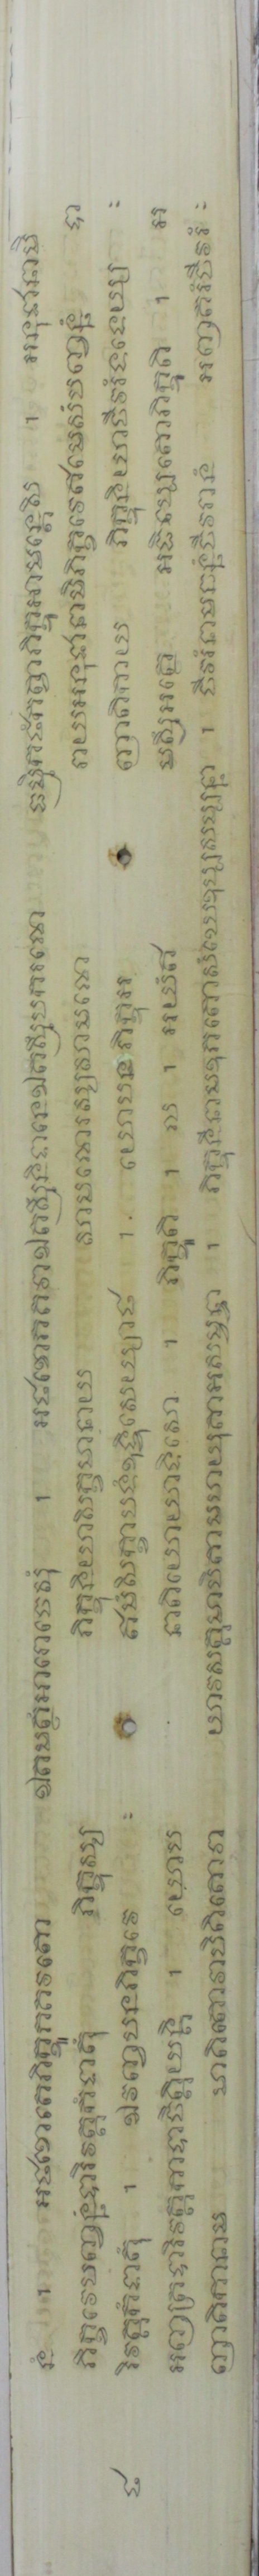 នំ ។ អថខោតេភិក្ខូភគវតោ ឯតមត្ថំអារោចេសុំ ។ អថខោភគវាឯតស្មឹនិទានេឯតស្មឹបករណេ ធម្មិកថំកត្វាភិក្ខូអាមន្តេសិ ។ អនុជានាមិ
ភិក្ខវេបញ្ចន្នំបារិវត្តកំទាតុំ ភិក្ខុស្ស ភិក្ខុនិយាសិក្ខមានាយ សាមណេរស្សសាមណេ រាយអនុជានាមិភិក្ខវេឥមេសំបញ្ចន្នំ បា
ថ រិវត្តកំទាតុំ ។ ឯវញ្ចបនភិក្ខវេ ៈ ឥមំសិក្ខាបទំឧទ្ទិសេយ្យាថ ។ យោបនភិក្ខុអ ញាតិកាយ ភិក្ខុនិយាចីវរំទទេយ្យ ៈ
អញត្របារិវត្តកាបាចិត្តិយន្តិ ។ យោប នាតិយោយាទិសោ ។ ភិក្ខូតិ ។ ល ។ អយំឥ មស្មឹអត្ថេ អធិប្បេតោភិក្ខុតិ ។ អ
ញាតិកានាម មាតិតោវាបិតិតោវា យាវសត្តមាបិតាមហាយុគាអសម្ពទ្ធា ។ ភិក្ខុនីនាមឧភតោសំឃេឧប្បសម្បន្នា ។ ចីវរំនាមឆន្នំចីវរានំ អញតរំចីវរំ ៈ